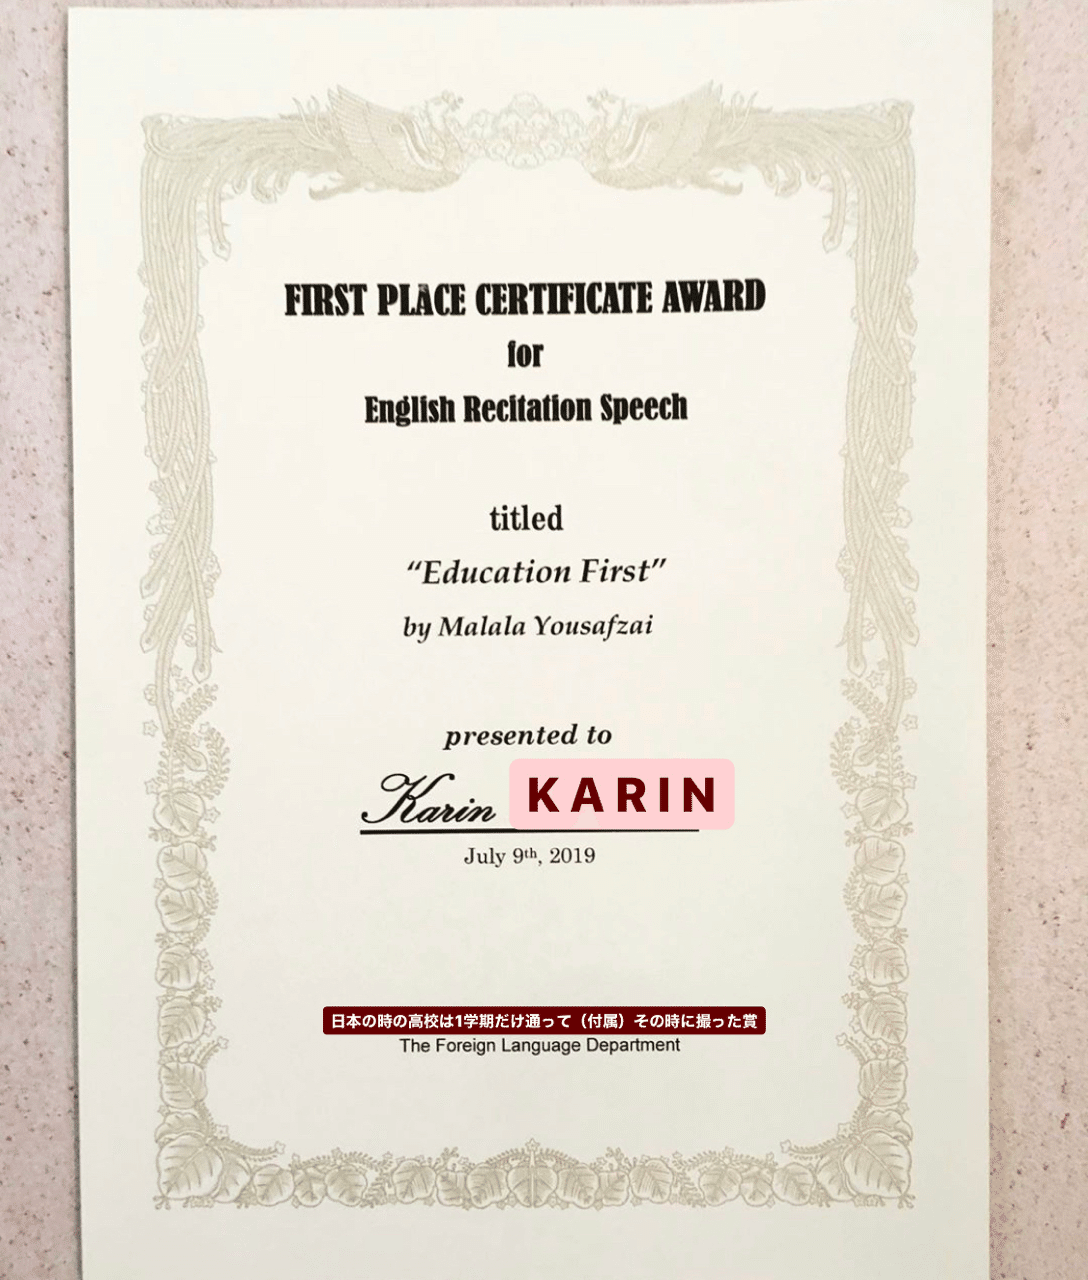 FIRST PLACE CERTIFICATE AWARD
for
English Recitation Speech
titled
“Education First”
by Malala Yousafzai
presented to
Karin KARIN
July 9th, 2019
日本の時の高校は1学期だけ通って（付属）その時に撮った賞
The Foreign Language Department